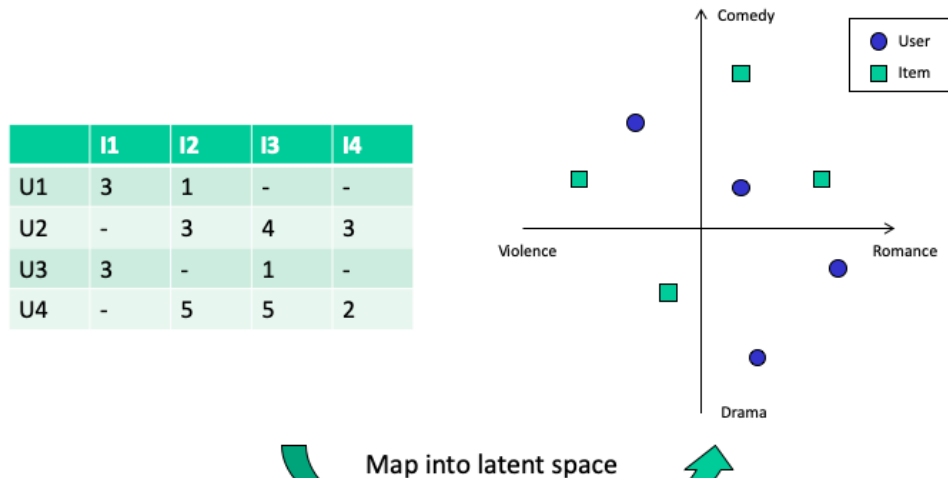 I1 I2 I3 I4
U1 3 1 - -
U2 - 3 4 3
U3 3 - 1 -
U4 - 5 5 2
Comedy
User
Item
Violence
Romance
Drama
Map into latent space